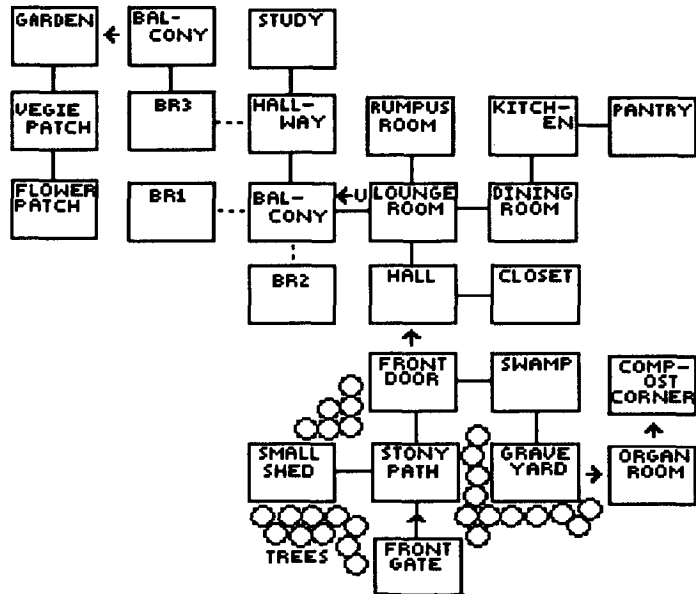 GARDEN
BAL-
CONY
STUDY
VEGIE
PATCH
BR3
HALL-
WAY
RUMPUS
ROOM
KITCH-
EN
PANTRY
FLOWER
PATCH
BR1
BAL-
CONY
U
LOUNGE
ROOM
DINING
ROOM
BR2
HALL
CLOSET
FRONT
DOOR
SWAMP
COMP-
OST
CORNER
SMALL
SHED
STONY
PATH
GRAVE
YARD
ORGAN
ROOM
TREES
FRONT
GATE